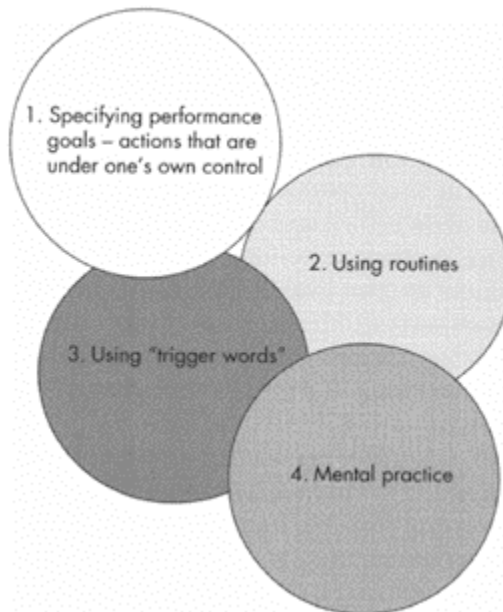 1. Specifying performance
goals – actions that are
under one's own control
2. Using routines
3. Using "trigger words"
4. Mental practice